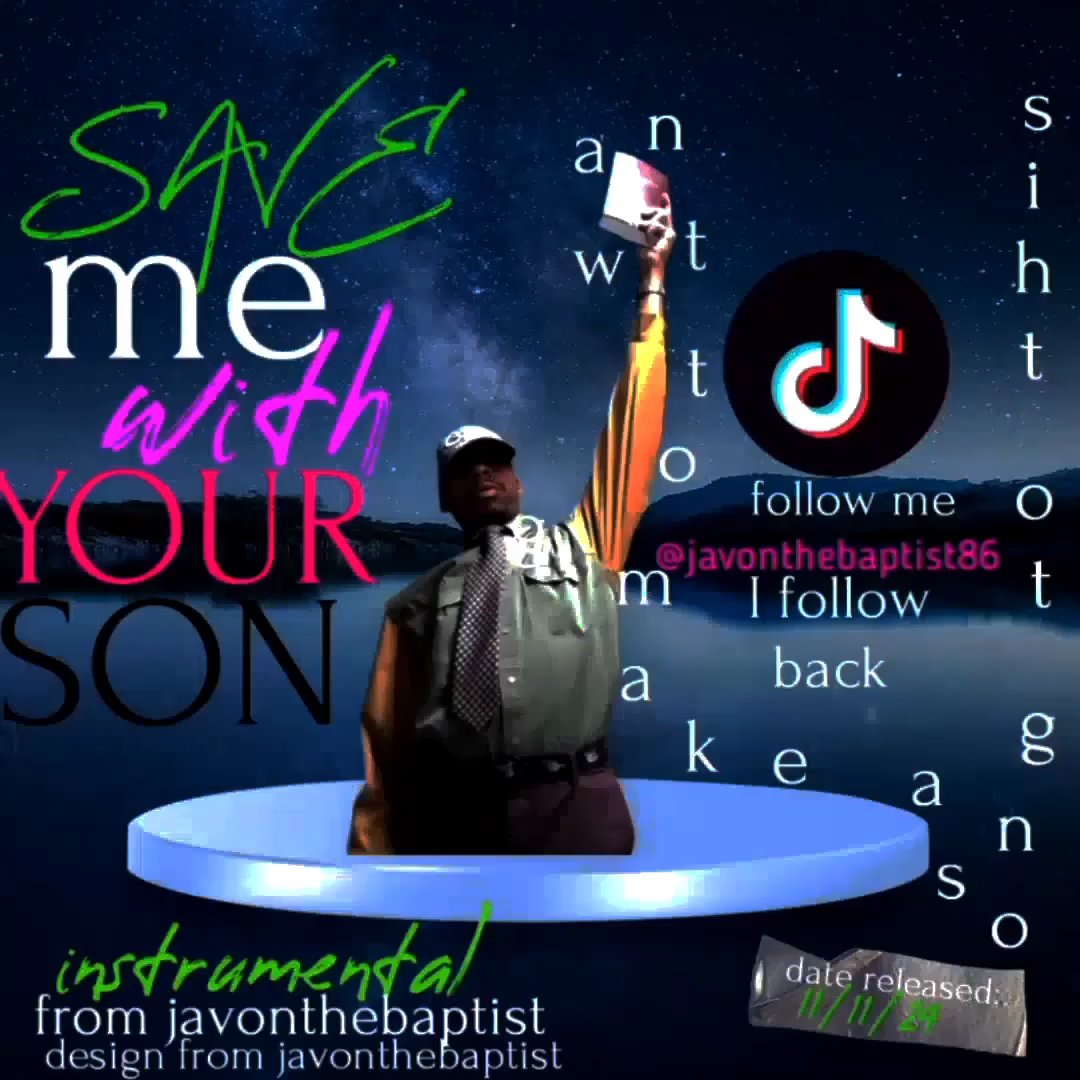 SAVE
me
with
YOUR
SON
want to make a song to this
follow me
@javonthebaptist86
I follow
back
instrumental
from javonthebaptist
design from javonthebaptist
date released:
11/11/24